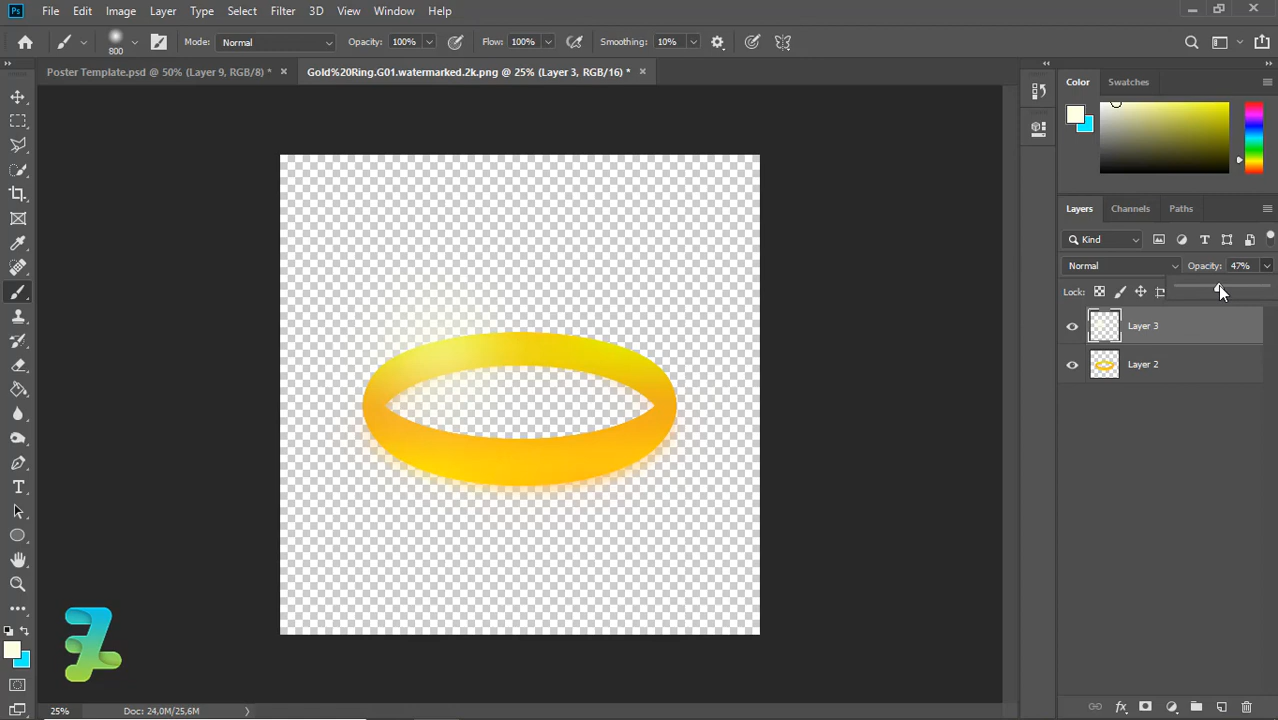 Ps File Edit Image Layer Type Select Filter 3D View Window Help
800 Mode: Normal Opacity: 100% Flow: 100% Smoothing: 10%
Poster Template.psd @ 50% (Layer 9, RGB/8) * Gold%20Ring.G01.watermarked.2k.png @ 25% (Layer 3, RGB/16) *
Color Swatches
Layers Channels Paths
Kind
Normal Opacity: 47%
Lock:
Layer 3
Layer 2
25% Doc: 24,0M/25,6M